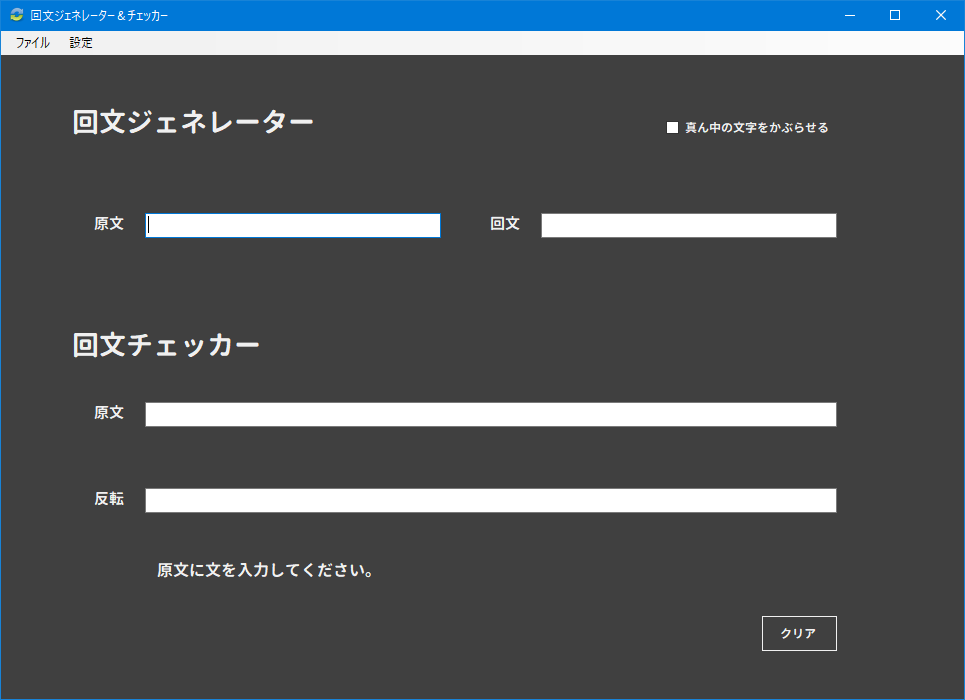 回文ジェネレーター＆チェッカー
ファイル 設定
回文ジェネレーター
真ん中の文字をかぶらせる
原文 回文
回文チェッカー
原文
反転
原文に文を入力してください。
クリア